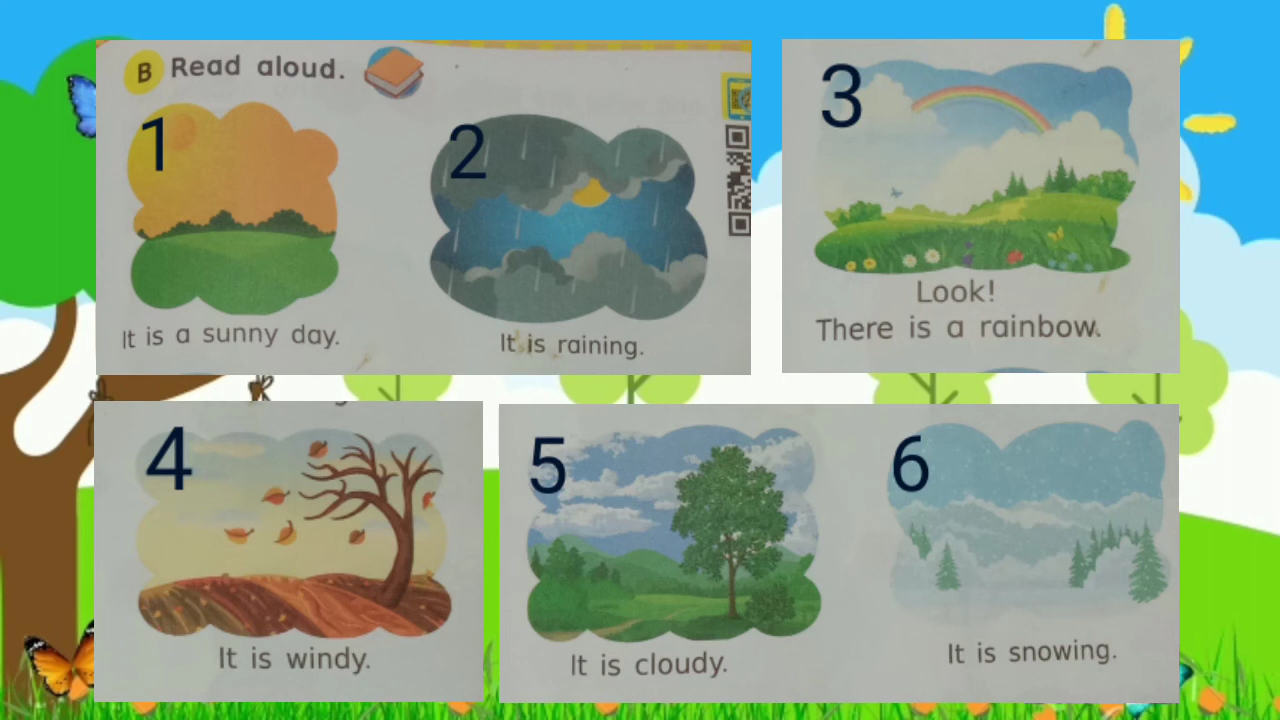 B Read aloud.
1
2
3
It is a sunny day.
It is raining.
Look!
There is a rainbow.
4
5
6
It is windy.
It is cloudy.
It is snowing.